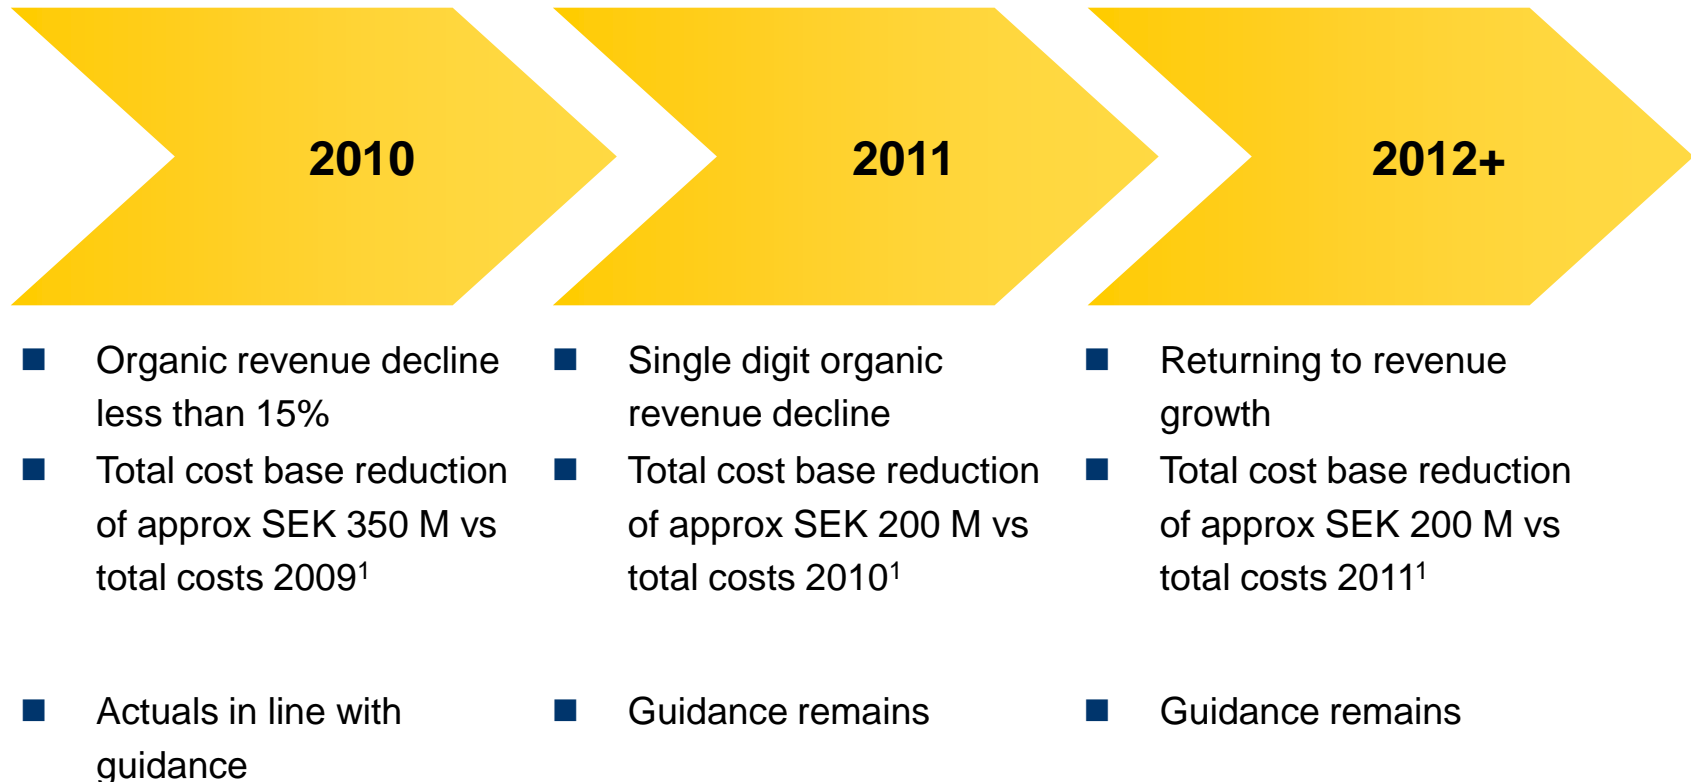 2010
2011
2012+
■ Organic revenue decline
less than 15%
■ Total cost base reduction
of approx SEK 350 M vs
total costs 2009¹
■ Actuals in line with
guidance
■ Single digit organic
revenue decline
■ Total cost base reduction
of approx SEK 200 M vs
total costs 2010¹
■ Guidance remains
■ Returning to revenue
growth
■ Total cost base reduction
of approx SEK 200 M vs
total costs 2011¹
■ Guidance remains